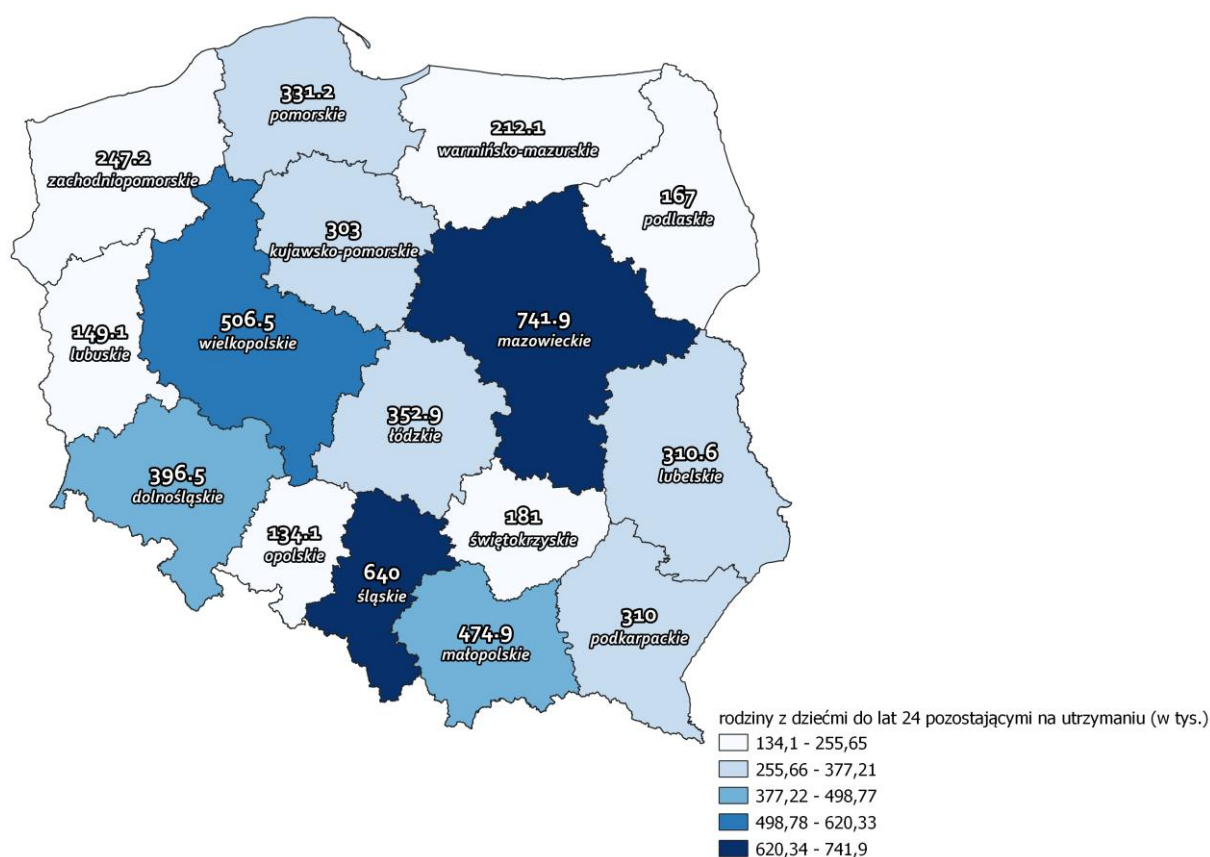 331.2
pomorskie
212.1
warmińsko-mazurskie
247.2
zachodniopomorskie
167
podlaskie
303
kujawsko-pomorskie
506.5
wielkopolskie
741.9
mazowieckie
149.1
lubuskie
352.9
łódzkie
310.6
lubelskie
396.5
dolnośląskie
134.1
opolskie
181
świętokrzyskie
640
śląskie
310
podkarpackie
474.9
małopolskie
rodziny z dziećmi do lat 24 pozostającymi na utrzymaniu (w tys.)
134,1 - 255,65
255,66 - 377,21
377,22 - 498,77
498,78 - 620,33
620,34 - 741,9